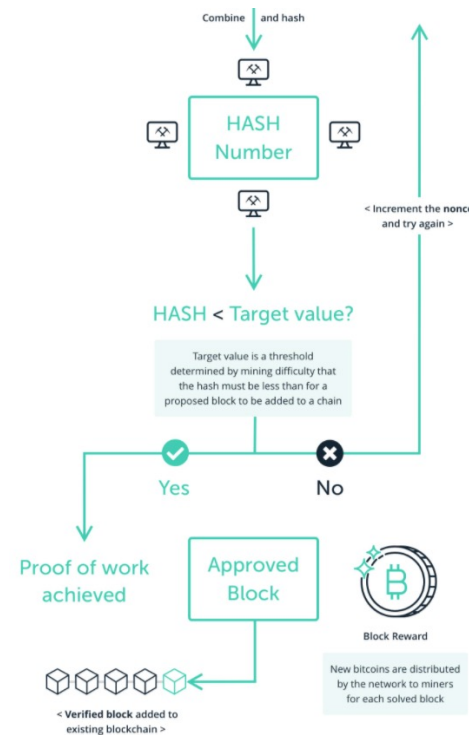 Combine and hash
HASH
Number
< Increment the nonce
and try again >
HASH < Target value?
Target value is a threshold
determined by mining difficulty that
the hash must be less than for a
proposed block to be added to a chain
Yes
No
Proof of work
achieved
Approved
Block
Block Reward
New bitcoins are distributed
by the network to miners
for each solved block
< Verified block added to
existing blockchain >